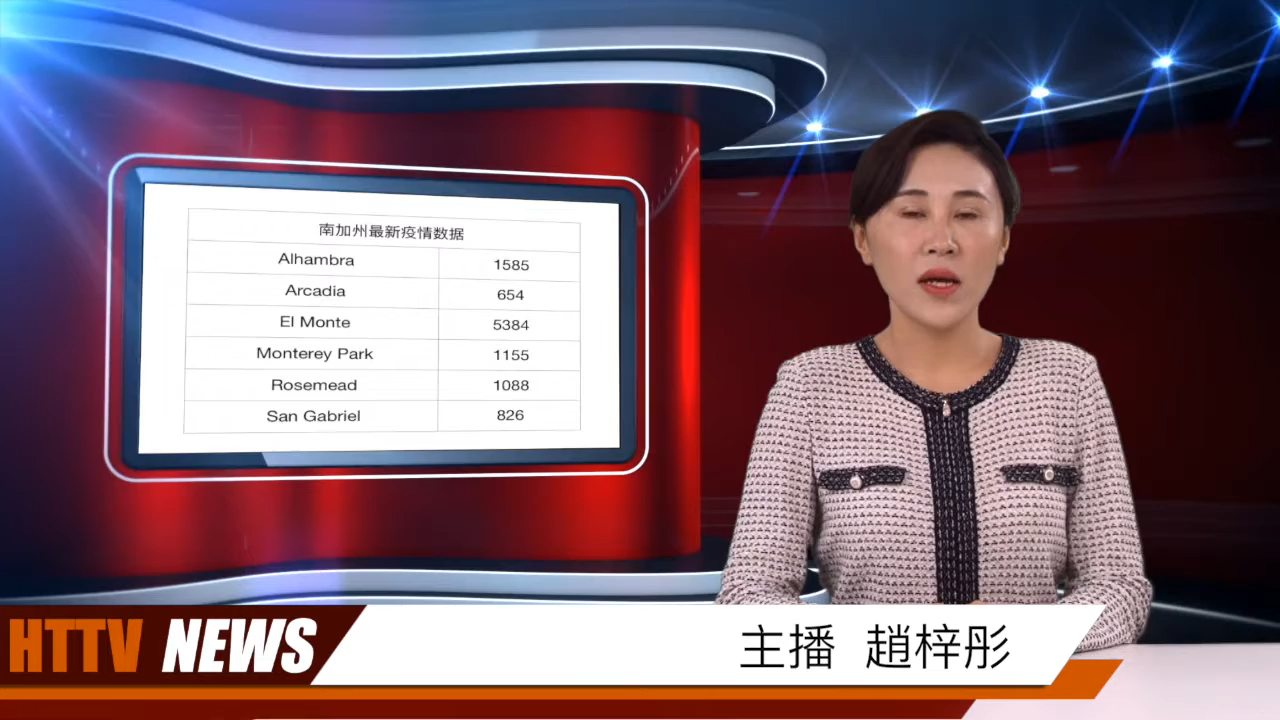 南加州最新疫情数据
Alhambra 1585
Arcadia 654
El Monte 5384
Monterey Park 1155
Rosemead 1088
San Gabriel 826
HTTV NEWS
主播 趙梓彤